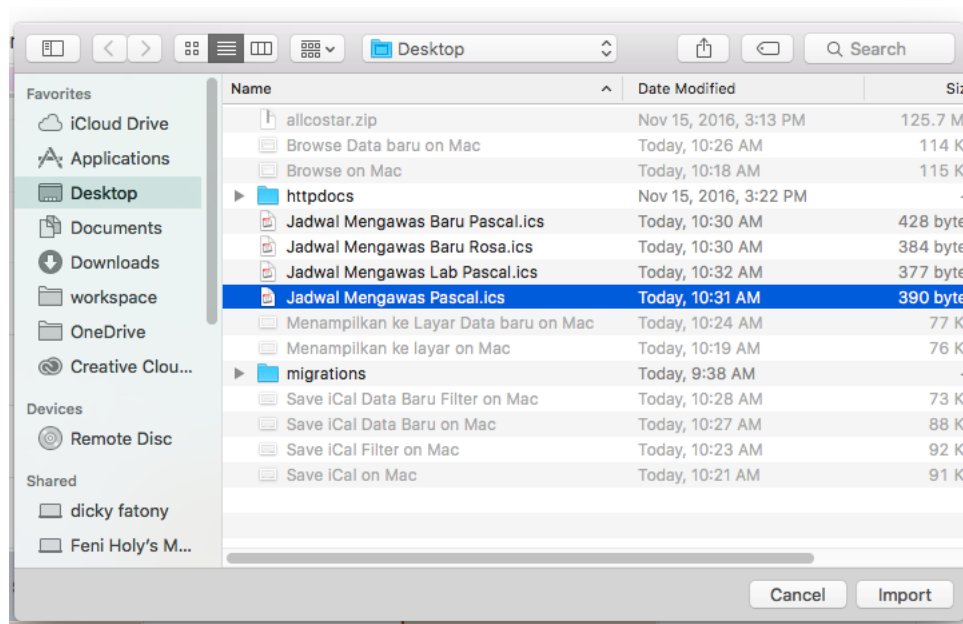 Desktop
Search
Favorites
iCloud Drive
Applications
Desktop
Documents
Downloads
workspace
OneDrive
Creative Clou...
Devices
Remote Disc
Shared
dicky fatony
Feni Holy's M...
Name Date Modified Siz
allcostar.zip Nov 15, 2016, 3:13 PM 125.7 M
Browse Data baru on Mac Today, 10:26 AM 114 K
Browse on Mac Today, 10:18 AM 115 K
httpdocs Nov 15, 2016, 3:22 PM -
Jadwal Mengawas Baru Pascal.ics Today, 10:30 AM 428 byte
Jadwal Mengawas Baru Rosa.ics Today, 10:30 AM 384 byte
Jadwal Mengawas Lab Pascal.ics Today, 10:32 AM 377 byte
Jadwal Mengawas Pascal.ics Today, 10:31 AM 390 byte
Menampilkan ke Layar Data baru on Mac Today, 10:24 AM 77 K
Menampilkan ke layar on Mac Today, 10:19 AM 76 K
migrations Today, 9:38 AM -
Save iCal Data Baru Filter on Mac Today, 10:28 AM 73 K
Save iCal Data Baru on Mac Today, 10:27 AM 88 K
Save iCal Filter on Mac Today, 10:23 AM 92 K
Save iCal on Mac Today, 10:21 AM 91 K
Cancel Import